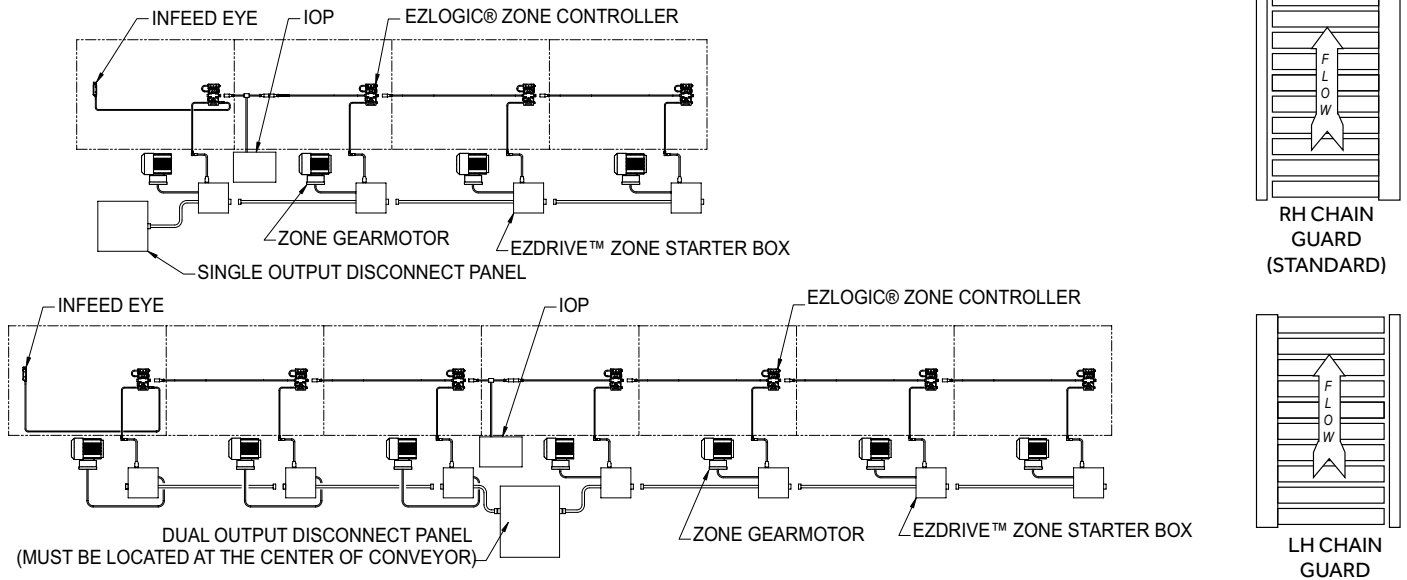 INFEED EYE
IOP
EZLOGIC® ZONE CONTROLLER
ZONE GEARMOTOR
EZDRIVE™ ZONE STARTER BOX
SINGLE OUTPUT DISCONNECT PANEL
FLOW
RH CHAIN
GUARD
(STANDARD)
INFEED EYE
IOP
EZLOGIC® ZONE CONTROLLER
DUAL OUTPUT DISCONNECT PANEL
(MUST BE LOCATED AT THE CENTER OF CONVEYOR)
ZONE GEARMOTOR
EZDRIVE™ ZONE STARTER BOX
FLOW
LH CHAIN
GUARD